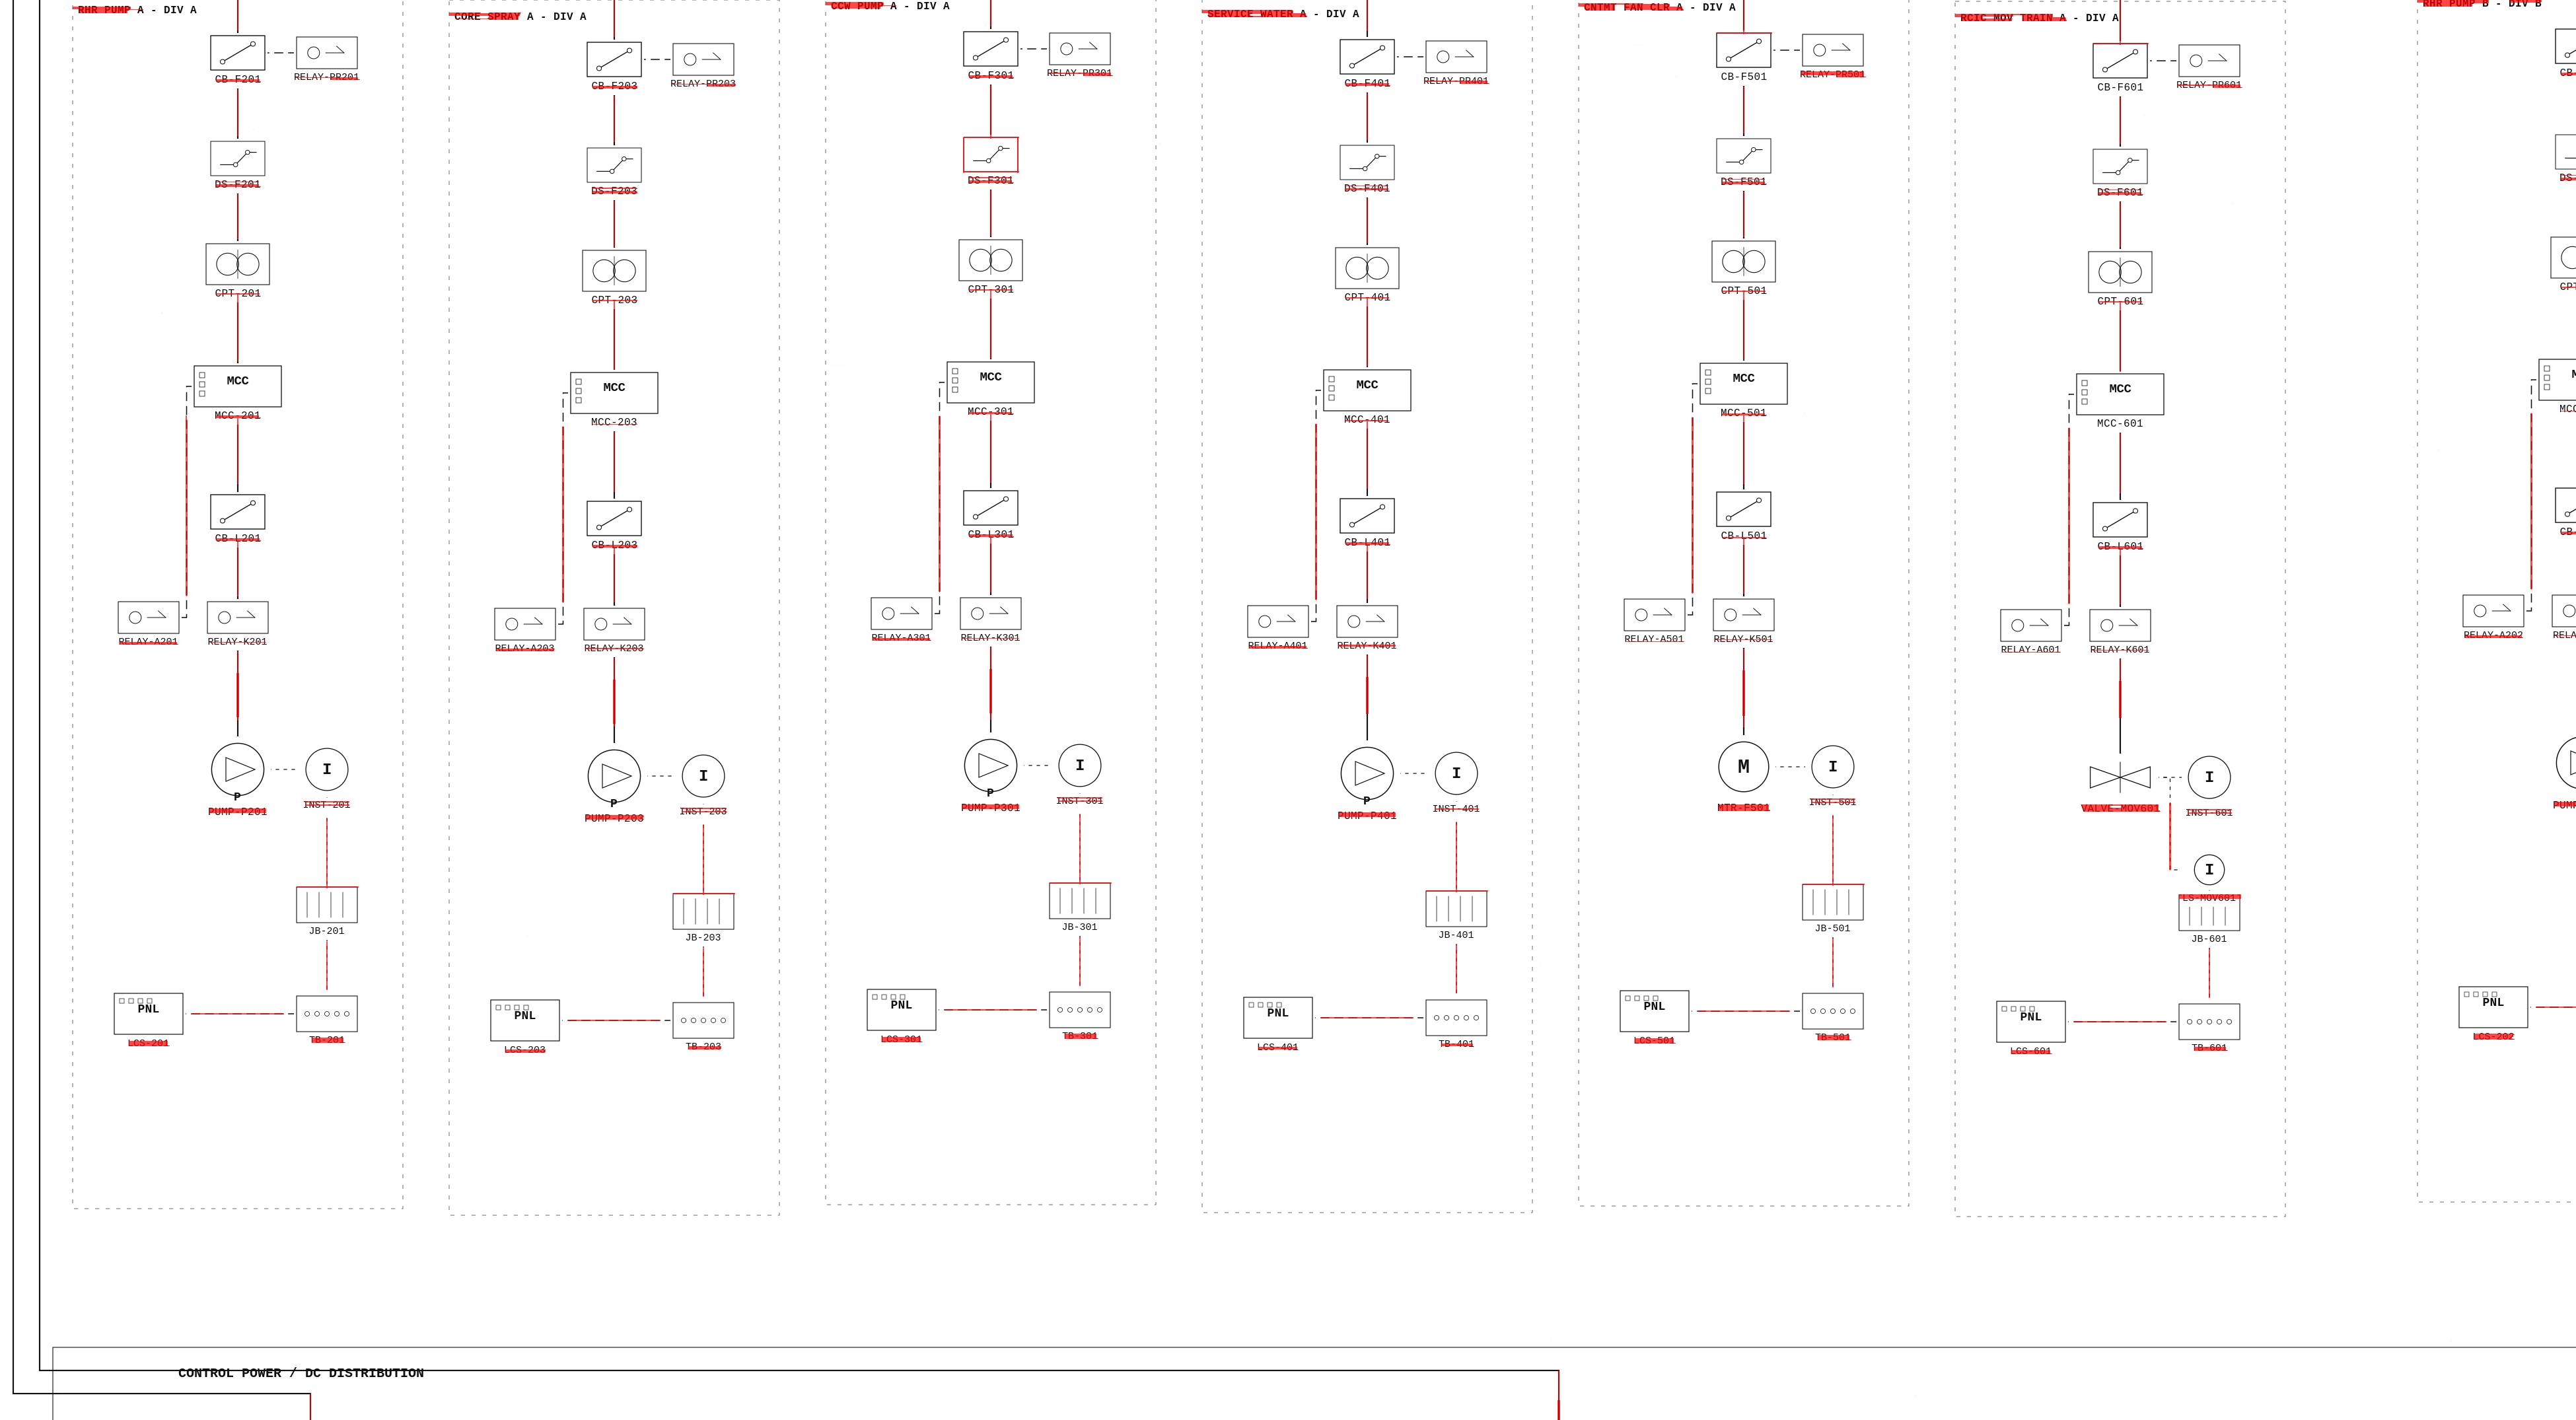 RHR PUMP A - DIV A
CB-F201
RELAY-PR201
DS-F201
CPT-201
MCC
MCC-201
CB-L201
RELAY-A201
RELAY-K201
P
PUMP-P201
I
INST-201
JB-201
PNL
LCS-201
TB-201
CORE SPRAY A - DIV A
CB-F203
RELAY-PR203
DS-F203
CPT-203
MCC
MCC-203
CB-L203
RELAY-A203
RELAY-K203
P
PUMP-P203
I
INST-203
JB-203
PNL
LCS-203
TB-203
CCW PUMP A - DIV A
CB-F301
RELAY-PR301
DS-F301
CPT-301
MCC
MCC-301
CB-L301
RELAY-A301
RELAY-K301
P
PUMP-P301
I
INST-301
JB-301
PNL
LCS-301
TB-301
SERVICE WATER A - DIV A
CB-F401
RELAY-PR401
DS-F401
CPT-401
MCC
MCC-401
CB-L401
RELAY-A401
RELAY-K401
P
PUMP-P401
I
INST-401
JB-401
PNL
LCS-401
TB-401
CNTMT FAN CLR A - DIV A
CB-F501
RELAY-PR501
DS-F501
CPT-501
MCC
MCC-501
CB-L501
RELAY-A501
RELAY-K501
M
MTR-F501
I
INST-501
JB-501
PNL
LCS-501
TB-501
RCIC MOV TRAIN A - DIV A
CB-F601
RELAY-PR601
DS-F601
CPT-601
MCC
MCC-601
CB-L601
RELAY-A601
RELAY-K601
VALVE-MOV601
I
INST-601
I
LS-MOV601
JB-601
PNL
LCS-601
TB-601
RHR PUMP B - DIV B
RELAY-A202
PNL
LCS-202
CONTROL POWER / DC DISTRIBUTION